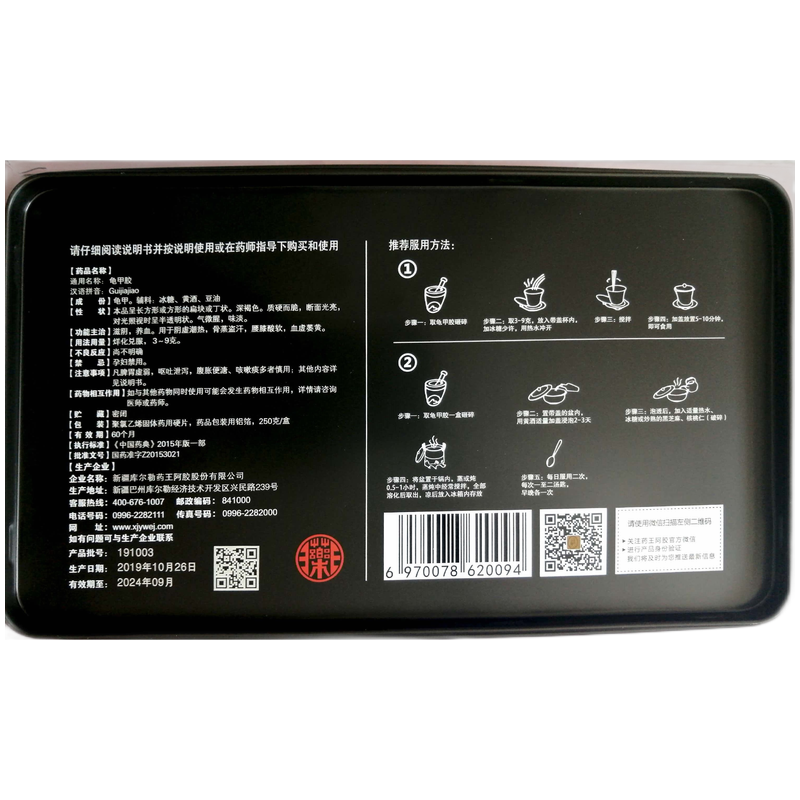 请仔细阅读说明书并按说明使用或在药师指导下购买和使用
【药品名称】
通用名称：龟甲胶
汉语拼音：Guijiajiao
【成　　份】龟甲。辅料：冰糖、黄酒、豆油
【性　　状】本品呈长方形或方形的扁块或丁状。深褐色。质硬而脆，断面光亮，
对光照视时呈半透明状。气微腥，味淡。
【功能主治】滋阴，养血。用于阴虚潮热，骨蒸盗汗，腰膝酸软，血虚萎黄。
【用法用量】烊化兑服，3－9克。
【不良反应】尚不明确
【禁　　忌】孕妇禁用。
【注意事项】凡脾胃虚弱，呕吐泄泻，腹胀便溏、咳嗽痰多者慎用；其他内容详
见说明书。
【药物相互作用】如与其他药物同时使用可能会发生药物相互作用，详情请咨询
医师或药师。
【贮　　藏】密闭
【包　　装】聚氯乙烯固体药用硬片，药品包装用铝箔，250克/盒
【有 效 期】60个月
【执行标准】《中国药典》2015年版一部
【批准文号】国药准字Z20153021
【生产企业】
企业名称：新疆库尔勒药王阿胶股份有限公司
生产地址：新疆巴州库尔勒经济技术开发区兴民路239号
客服热线：400-676-1007　邮政编码：841000
电话号码：0996-2282111　传真号码：0996-2282000
网　　址：www.xjywej.com
如有问题可与生产企业联系
产品批号：191003
生产日期：2019年10月26日
有效期至：2024年09月
推荐服用方法：
①
步骤一：取龟甲胶砸碎
步骤二：取3-9克，放入带盖杯内，
加冰糖少许，用热水冲开
步骤三：搅拌
步骤四：加盖放置5-10分钟，
即可食用
②
步骤一：取龟甲胶一盒砸碎
步骤二：置带盖的盆内，
用黄酒适量加盖浸泡2-3天
步骤三：泡透后，加入适量热水、
冰糖或炒熟的黑芝麻、核桃仁（破碎）
步骤四：将盆置于锅内，蒸或炖
0.5-1小时，蒸炖中经常搅拌，全部
溶化后取出，凉后放入冰箱内存放
步骤五：每日服用二次，
每次一至二汤匙，
早晚各一次
6 970078 620094
请使用微信扫描左侧二维码
▸关注药王阿胶官方微信
▸进行产品身份验证
我们将及时为您推送最新信息